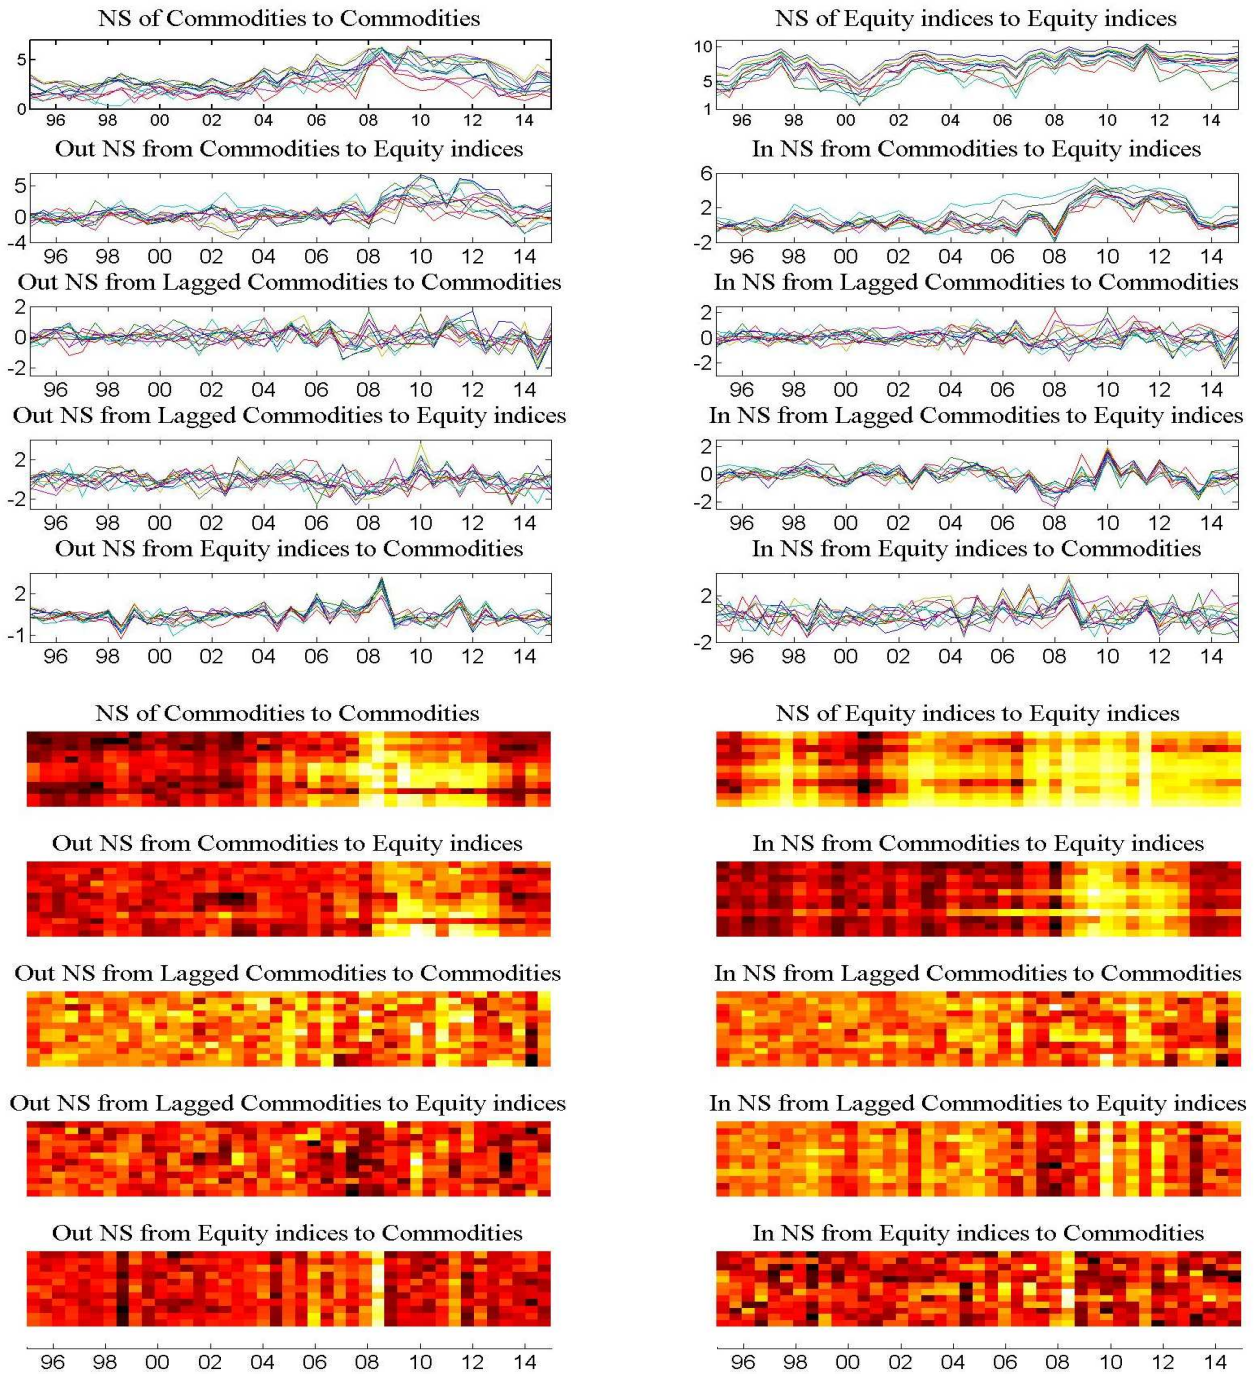 NS of Commodities to Commodities
NS of Equity indices to Equity indices
5
0
96 98 00 02 04 06 08 10 12 14
10
5
1
96 98 00 02 04 06 08 10 12 14
Out NS from Commodities to Equity indices
In NS from Commodities to Equity indices
5
0
-4
96 98 00 02 04 06 08 10 12 14
6
2
-2
96 98 00 02 04 06 08 10 12 14
Out NS from Lagged Commodities to Commodities
In NS from Lagged Commodities to Commodities
2
0
-2
96 98 00 02 04 06 08 10 12 14
2
0
-2
96 98 00 02 04 06 08 10 12 14
Out NS from Lagged Commodities to Equity indices
In NS from Lagged Commodities to Equity indices
2
0
-2
96 98 00 02 04 06 08 10 12 14
2
0
-2
96 98 00 02 04 06 08 10 12 14
Out NS from Equity indices to Commodities
In NS from Equity indices to Commodities
2
-1
96 98 00 02 04 06 08 10 12 14
2
0
-2
96 98 00 02 04 06 08 10 12 14
NS of Commodities to Commodities
NS of Equity indices to Equity indices
Out NS from Commodities to Equity indices
In NS from Commodities to Equity indices
Out NS from Lagged Commodities to Commodities
In NS from Lagged Commodities to Commodities
Out NS from Lagged Commodities to Equity indices
In NS from Lagged Commodities to Equity indices
Out NS from Equity indices to Commodities
In NS from Equity indices to Commodities
96 98 00 02 04 06 08 10 12 14
96 98 00 02 04 06 08 10 12 14